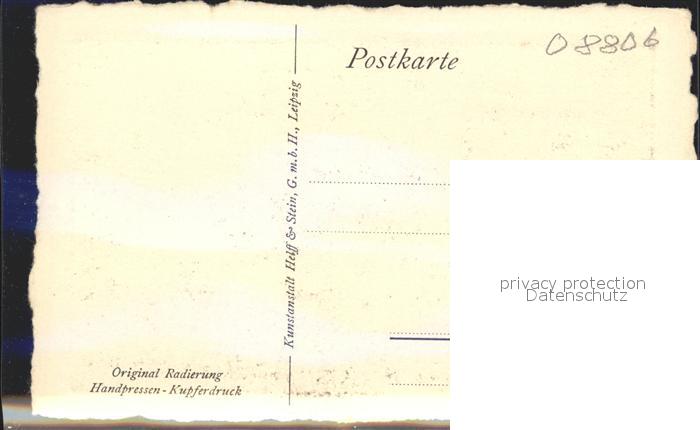 Postkarte
08806
Kunstanstalt Helff & Stein, G.m.b.H., Leipzig
privacy protection
Datenschutz
Original Radierung
Handpressen-Kupferdruck